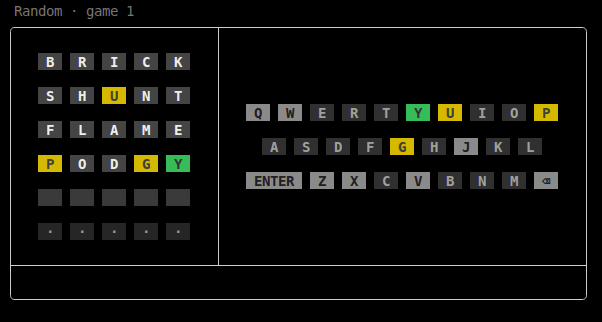 Random · game 1
B R I C K
S H U N T
F L A M E
P O D G Y
· · · · ·
Q W E R T Y U I O P
A S D F G H J K L
ENTER Z X C V B N M ⌫